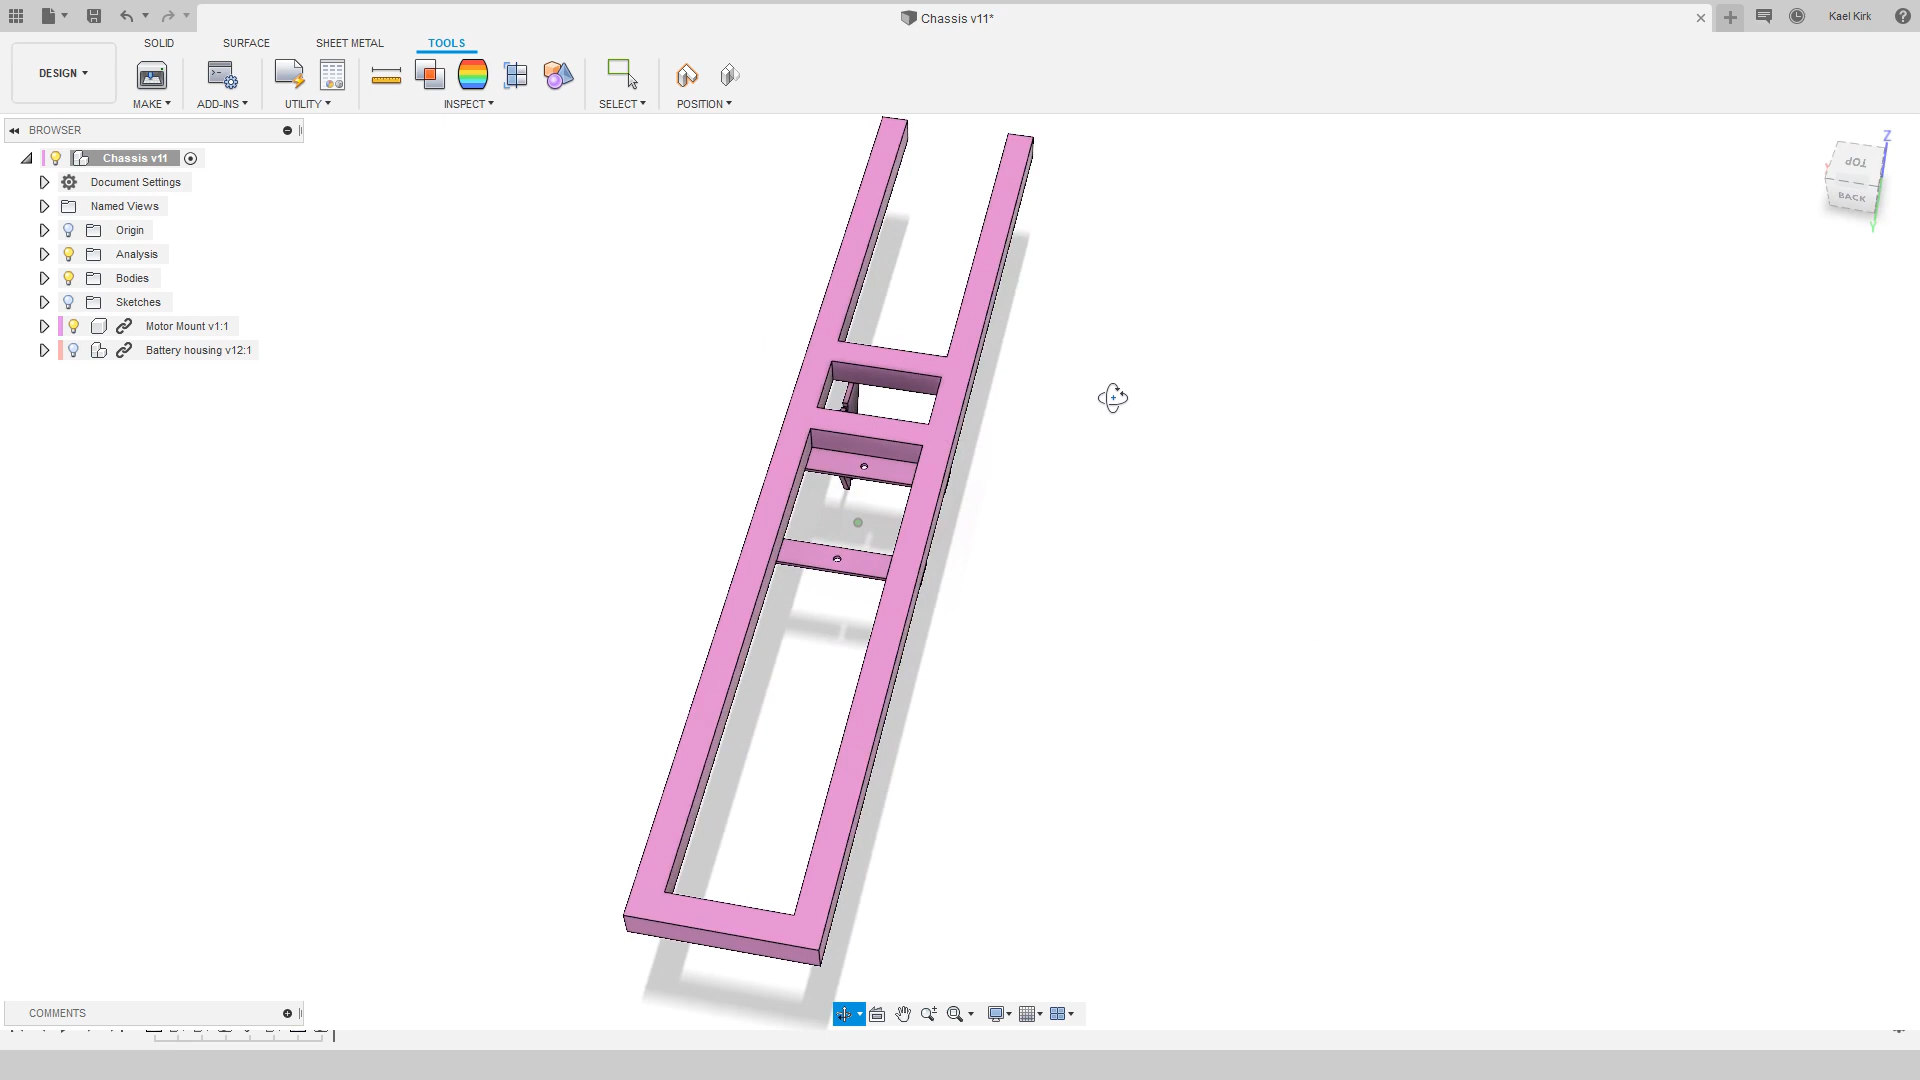 Chassis v11*
Kael Kirk
SOLID
SURFACE
SHEET METAL
TOOLS
DESIGN
MAKE
ADD-INS
UTILITY
INSPECT
SELECT
POSITION
BROWSER
Chassis v11
Document Settings
Named Views
Origin
Analysis
Bodies
Sketches
Motor Mount v1:1
Battery housing v12:1
Z
TOP
BACK
Y
COMMENTS